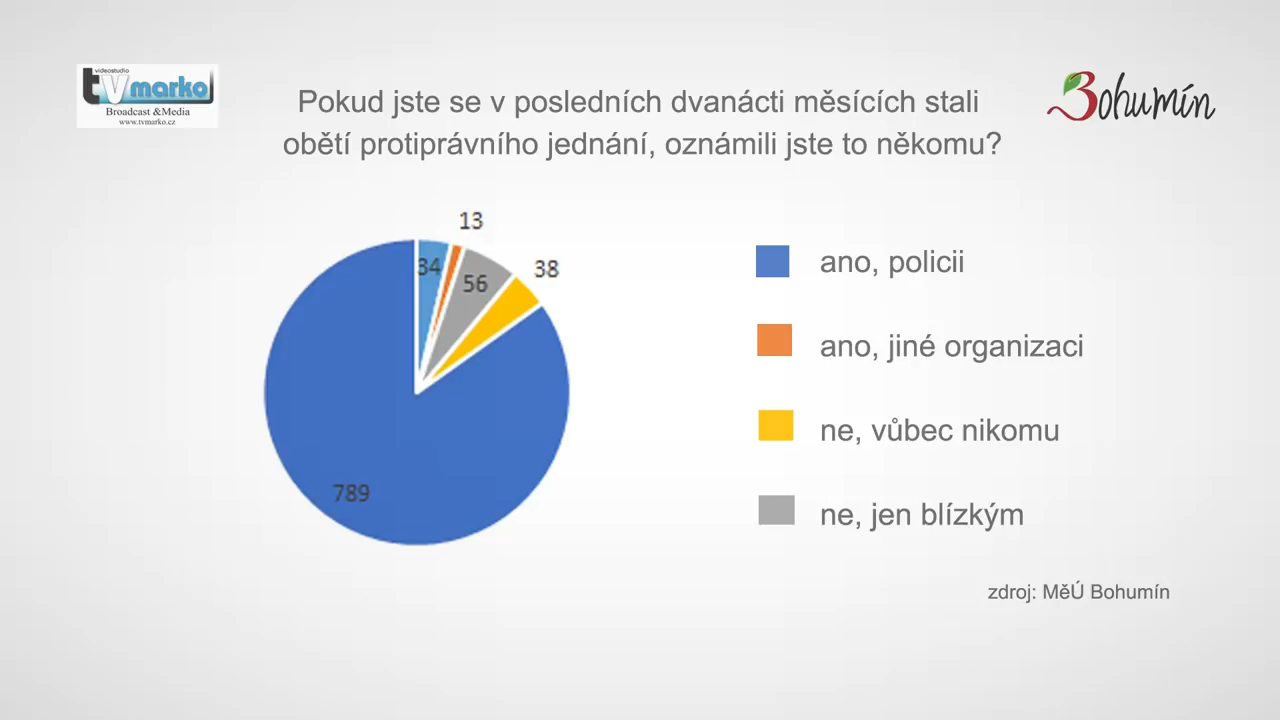 videostudio
tvmarko
Broadcast &Media
www.tvmarko.cz
Pokud jste se v posledních dvanácti měsících stali
obětí protiprávního jednání, oznámili jste to někomu?
Bohumín
13
34
56
38
789
ano, policii
ano, jiné organizaci
ne, vůbec nikomu
ne, jen blízkým
zdroj: MěÚ Bohumín